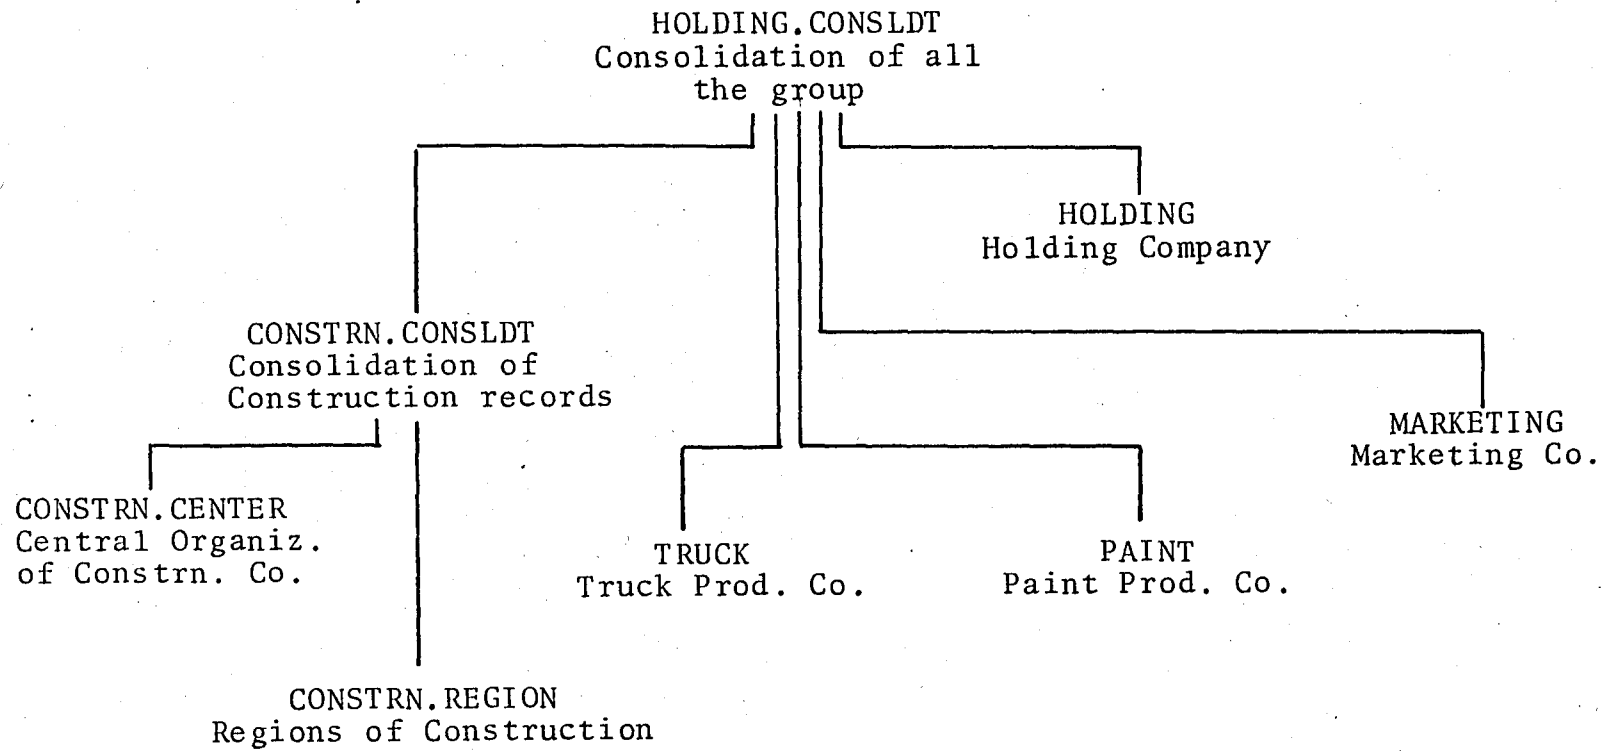 HOLDING.CONSLDT
Consolidation of all
the group
HOLDING
Holding Company
CONSTRN.CONSLDT
Consolidation of
Construction records
MARKETING
Marketing Co.
CONSTRN.CENTER
Central Organiz.
of Constrn. Co.
TRUCK
Truck Prod. Co.
PAINT
Paint Prod. Co.
CONSTRN.REGION
Regions of Construction